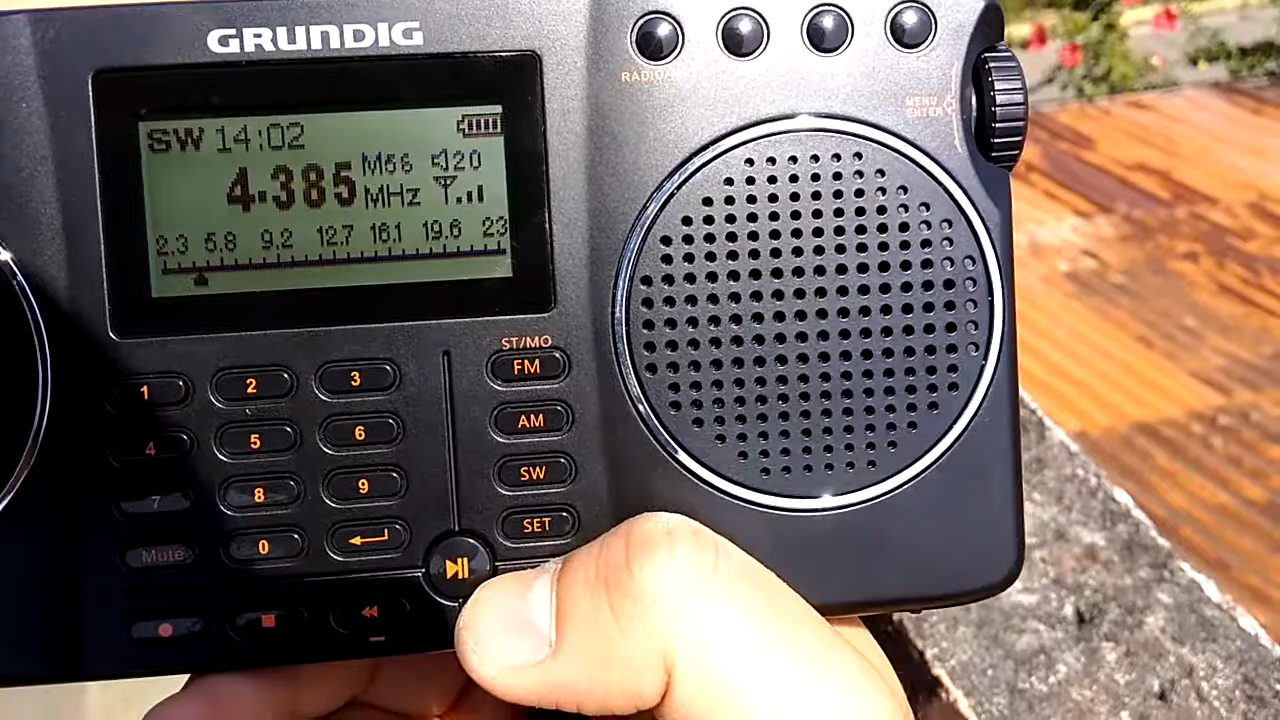 GRUNDIG
SW 14:02
4.385 MHz M56 20
2.3 5.8 9.2 12.7 16.1 19.6 23
MENU
ENTER
ST/MO
1 2 3 FM
4 5 6 AM
7 8 9 SW
Mute 0 SET